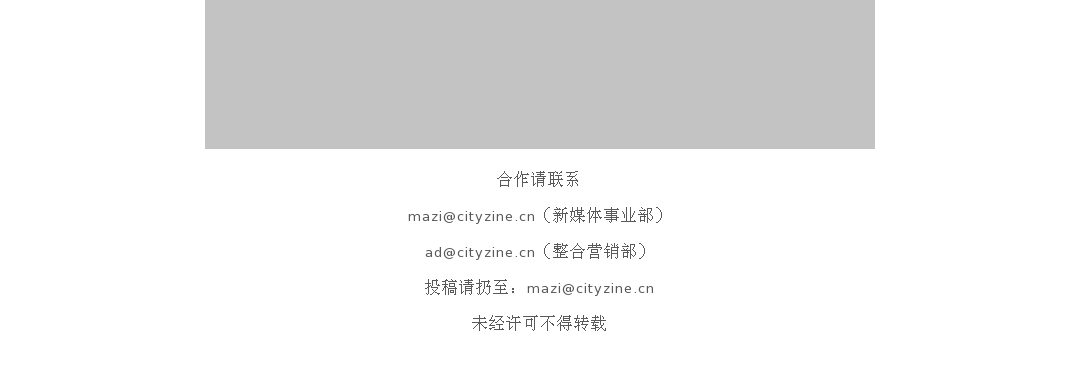 合作请联系
mazi@cityzine.cn（新媒体事业部）
ad@cityzine.cn（整合营销部）
投稿请扔至：mazi@cityzine.cn
未经许可不得转载